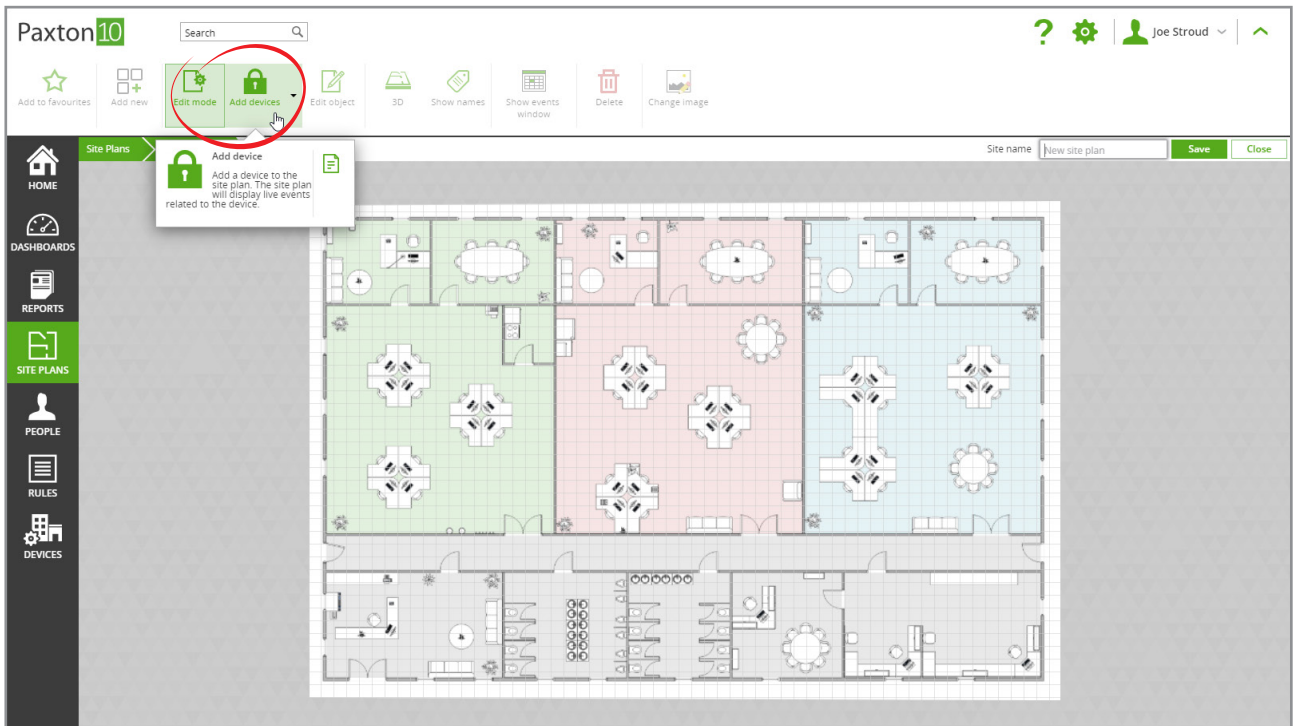 Paxton 10
Search
Joe Stroud
Add to favourites
Add new
Edit mode
Add devices
Edit object
3D
Show names
Show events
window
Delete
Change image
Site Plans
Site name
New site plan
Save
Close
Add device
Add a device to the
site plan. The site plan
will display live events
related to the device.
HOME
DASHBOARDS
REPORTS
SITE PLANS
PEOPLE
RULES
DEVICES